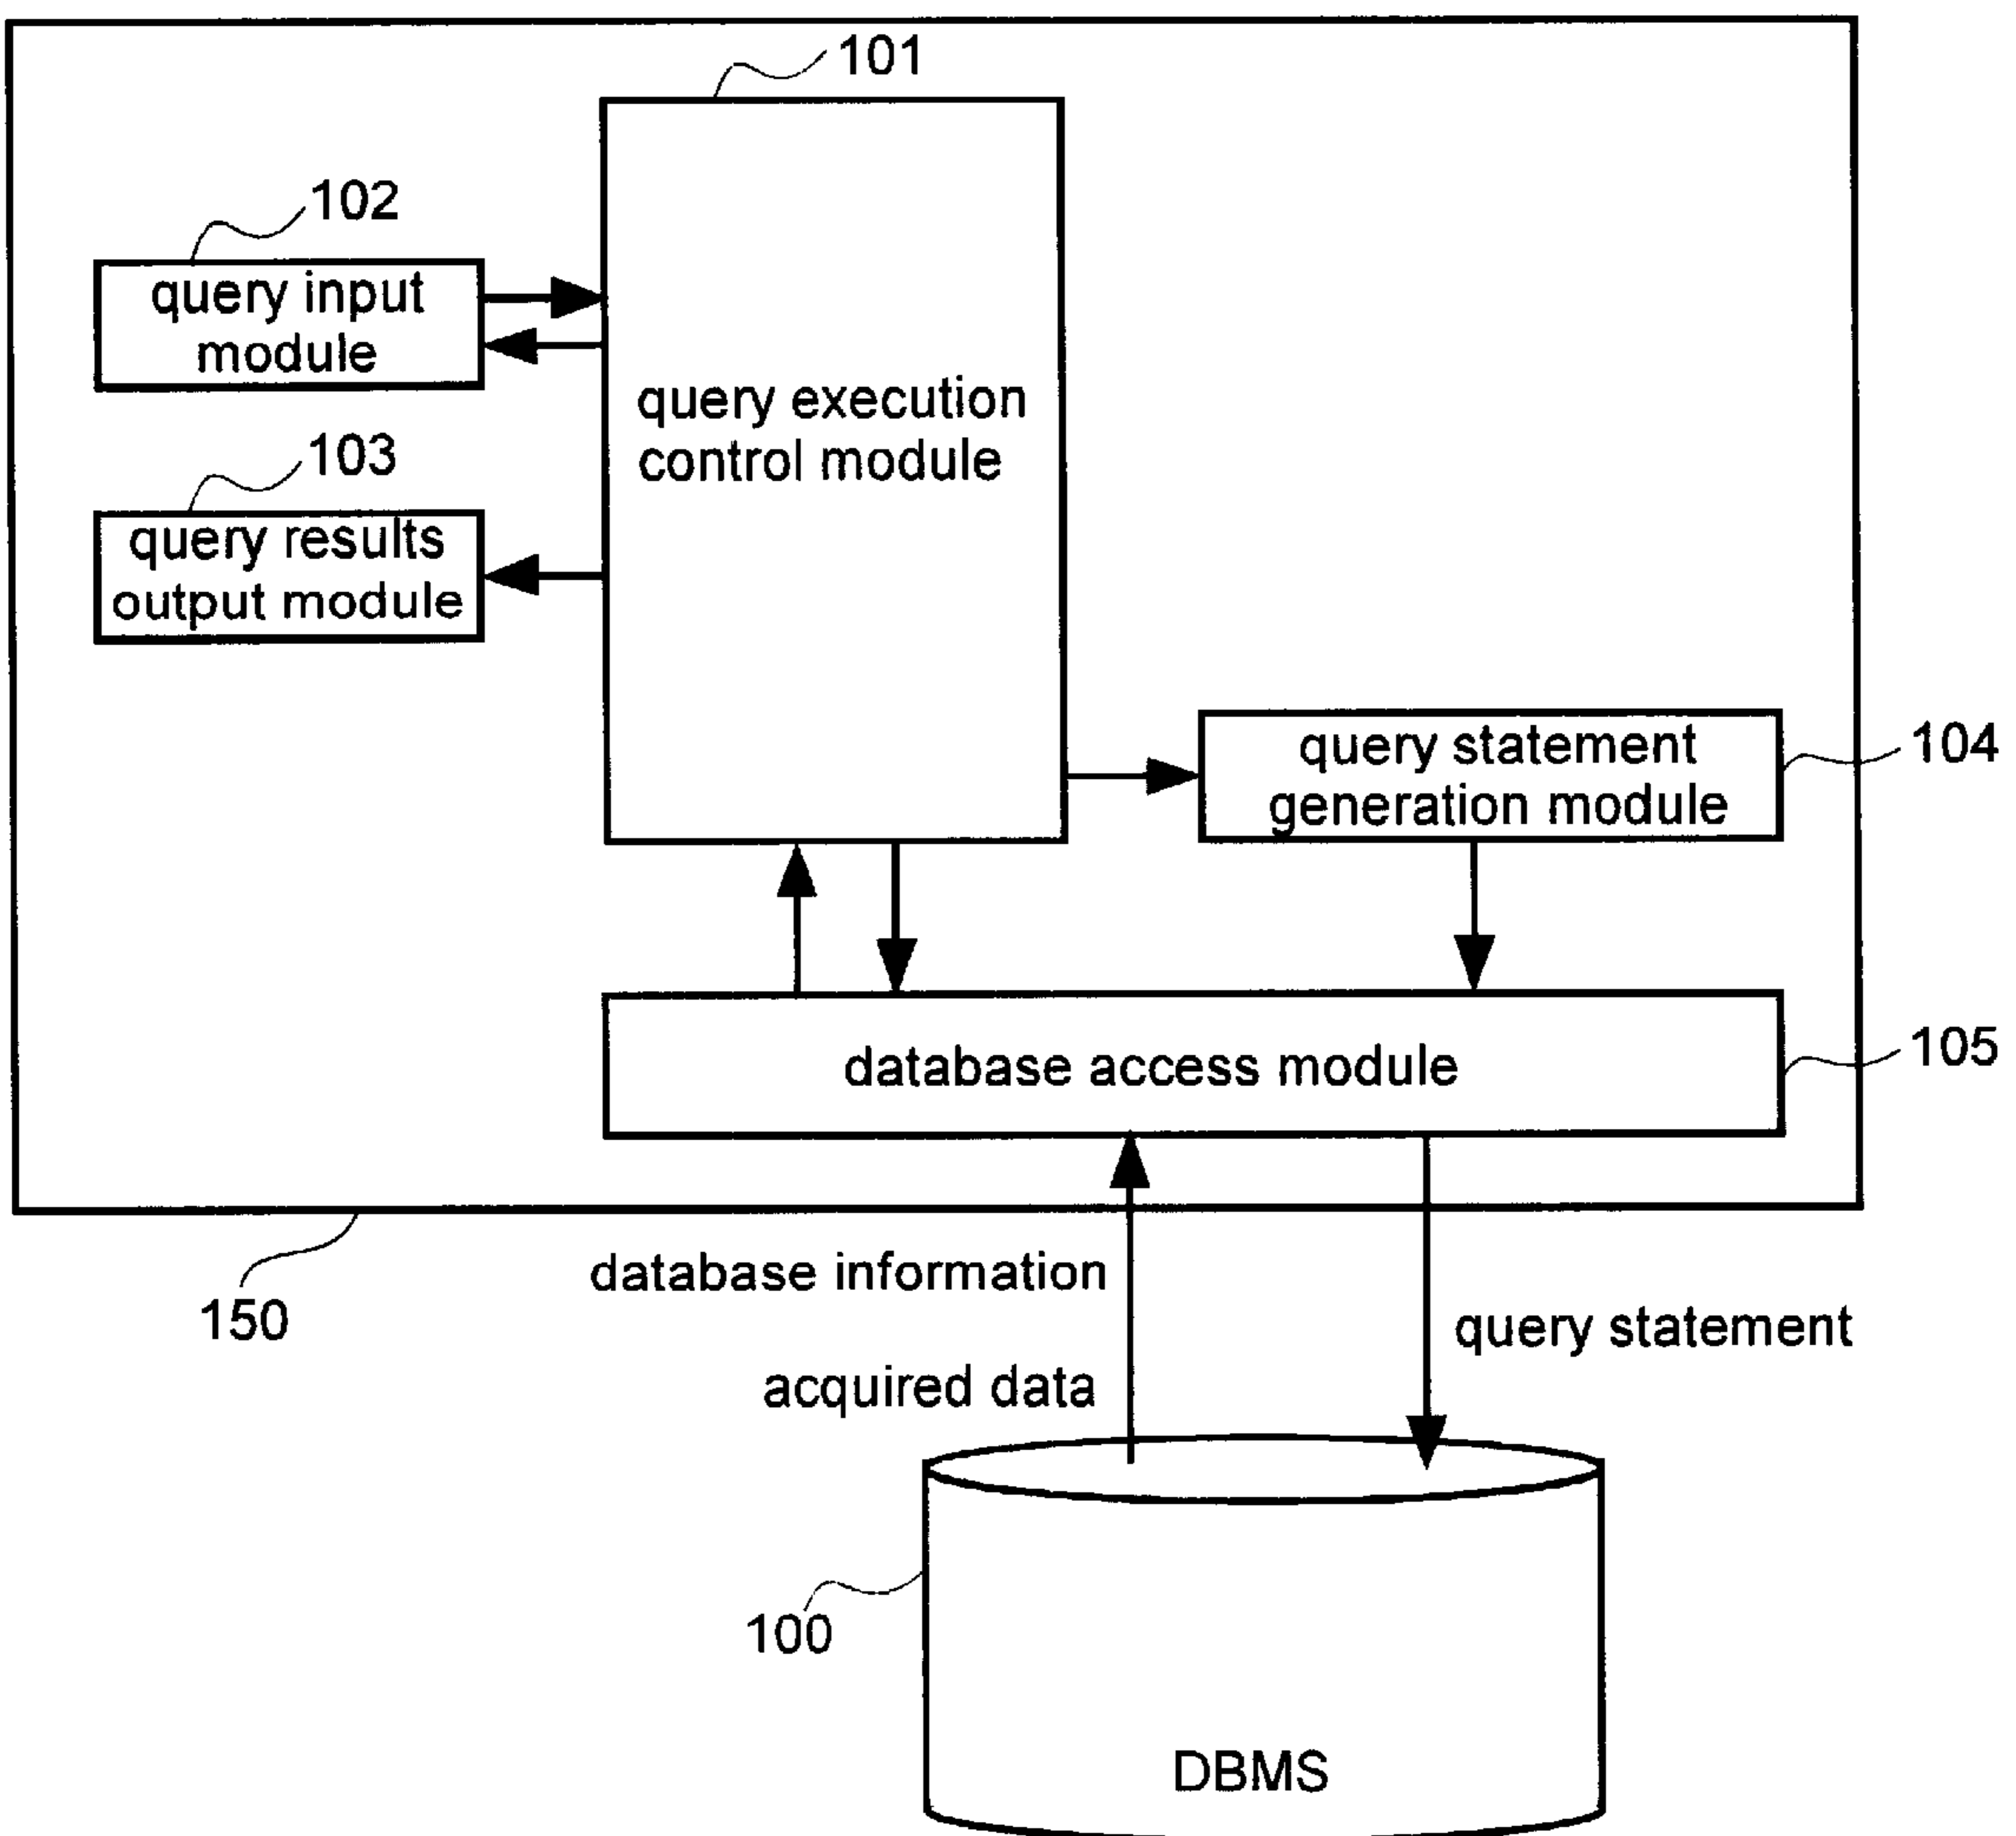 101
102
query input
module
query execution
control module
103
query results
output module
query statement
generation module
104
database access module
105
database information
150
query statement
acquired data
100
DBMS